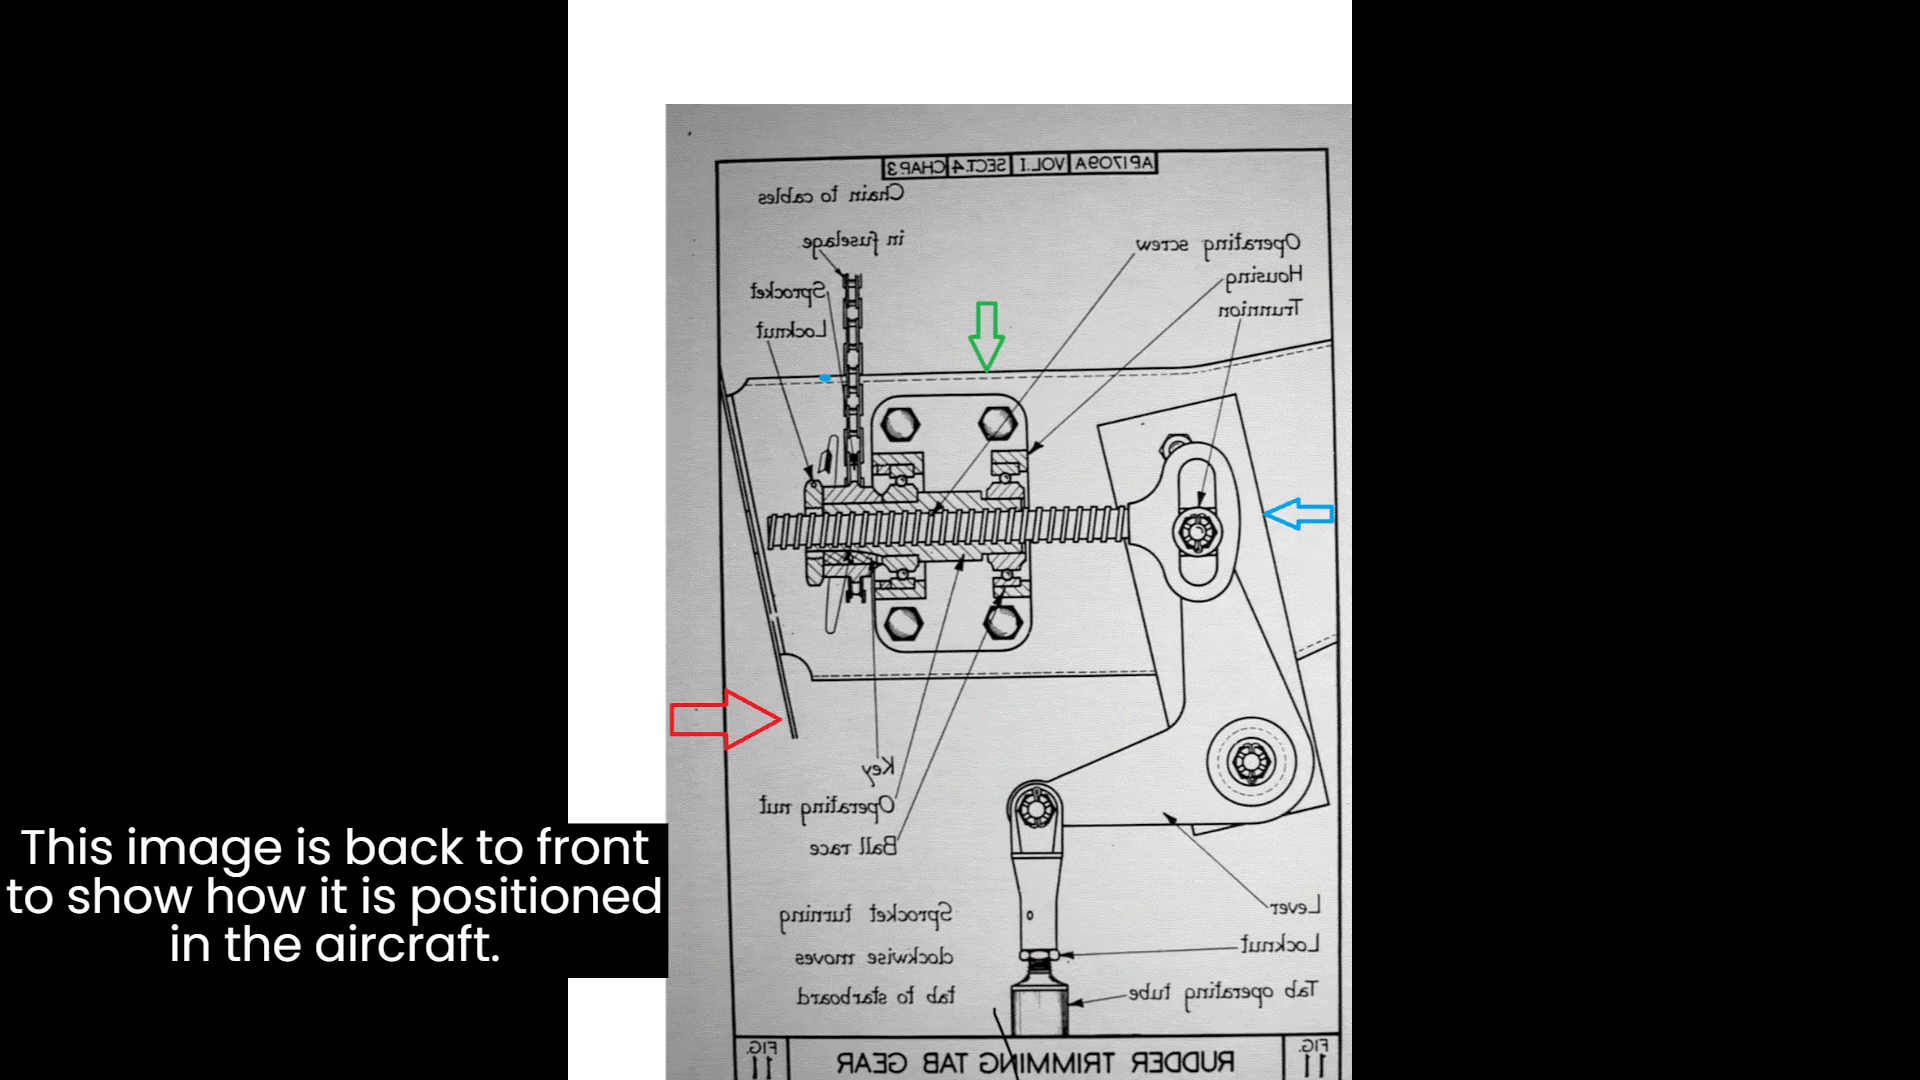 AP1709A VOL.I SECT.4 CHAP.3
Chain to cables
in fuselage
Sprocket
Locknut
Operating screw
Housing
Trunnion
Key
Operating nut
Ball race
Sprocket turning
clockwise moves
tab to starboard
Lever
Locknut
Tab operating tube
FIG.
11
RUDDER TRIMMING TAB GEAR
FIG.
11
This image is back to front
to show how it is positioned
in the aircraft.